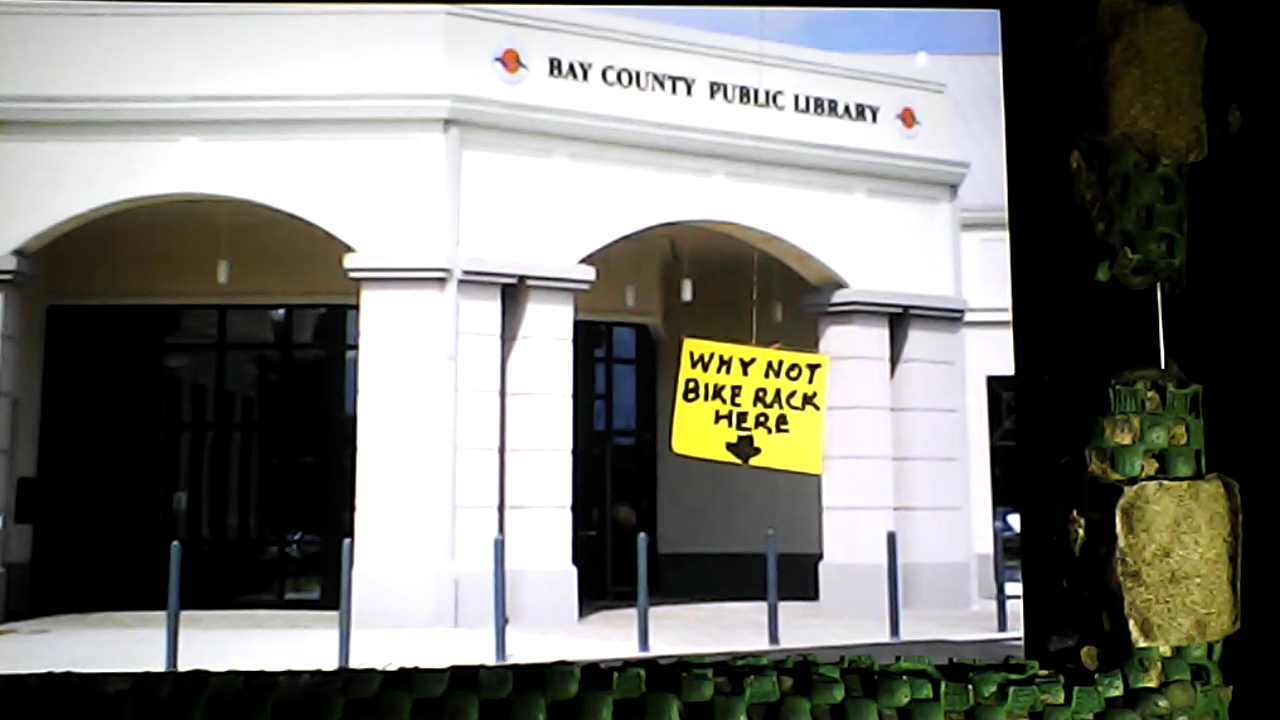 BAY COUNTY PUBLIC LIBRARY
WHY NOT
BIKE RACK
HERE